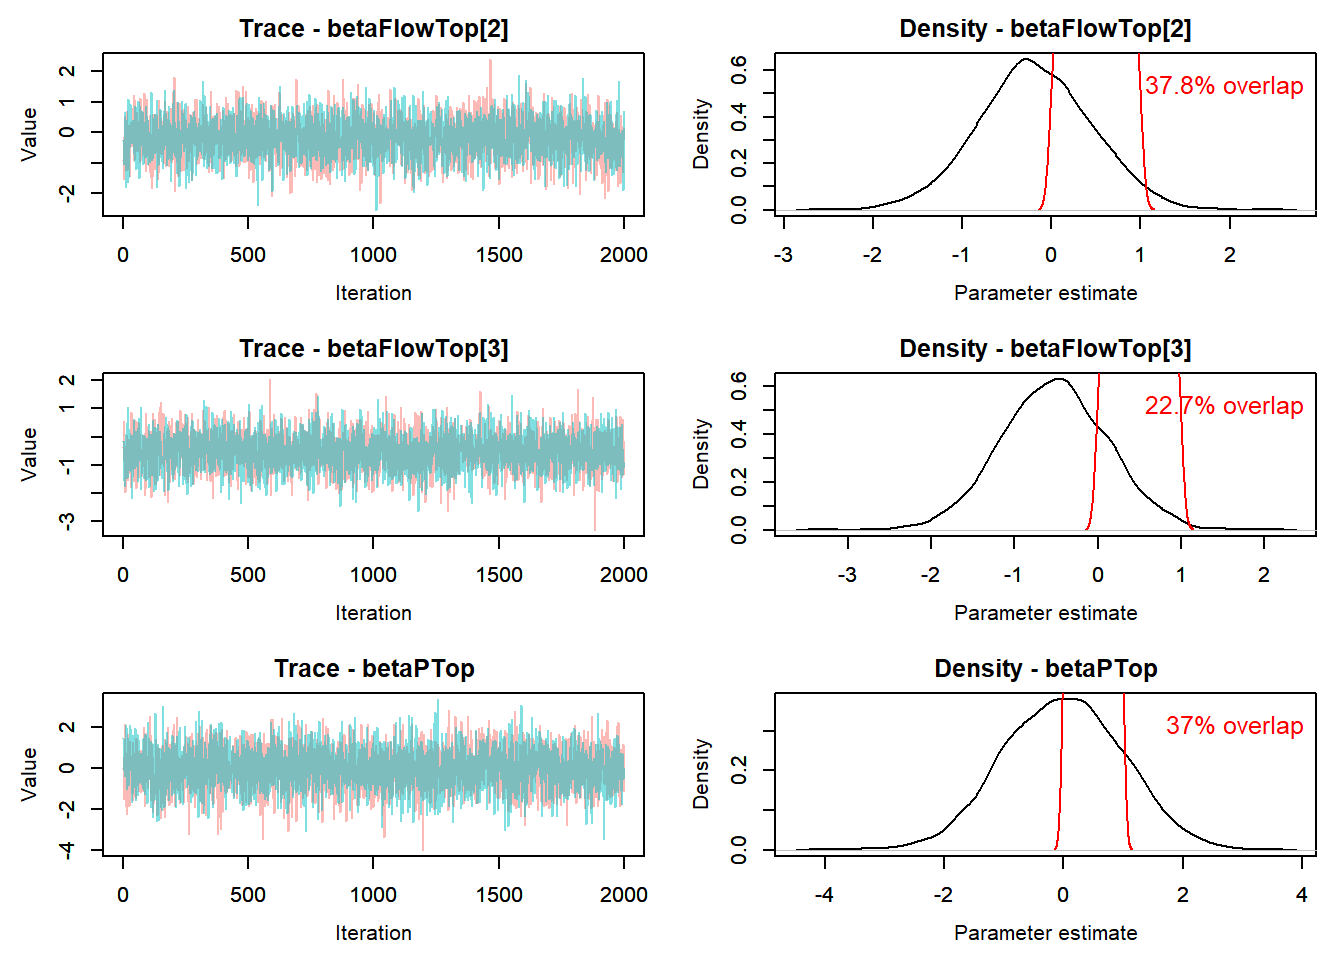 Trace - betaFlowTop[2]
Value
2
1
0
-2
0 500 1000 1500 2000
Iteration
Density - betaFlowTop[2]
Density
0.6
0.4
0.2
0.0
37.8% overlap
-3 -2 -1 0 1 2
Parameter estimate
Trace - betaFlowTop[3]
Value
2
1
-1
-3
0 500 1000 1500 2000
Iteration
Density - betaFlowTop[3]
Density
0.6
0.4
0.2
0.0
22.7% overlap
-3 -2 -1 0 1 2
Parameter estimate
Trace - betaPTop
Value
2
0
-2
-4
0 500 1000 1500 2000
Iteration
Density - betaPTop
Density
0.2
0.0
37% overlap
-4 -2 0 2 4
Parameter estimate